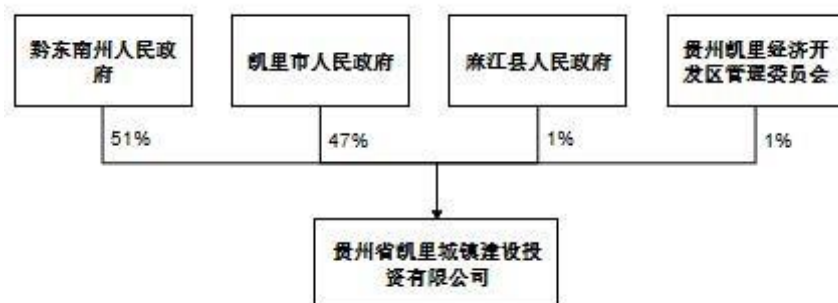 黔东南州人民政
府
凯里市人民政府
麻江县人民政府
贵州凯里经济开
发区管理委员会
51%
47%
1%
1%
贵州省凯里城镇建设投
资有限公司